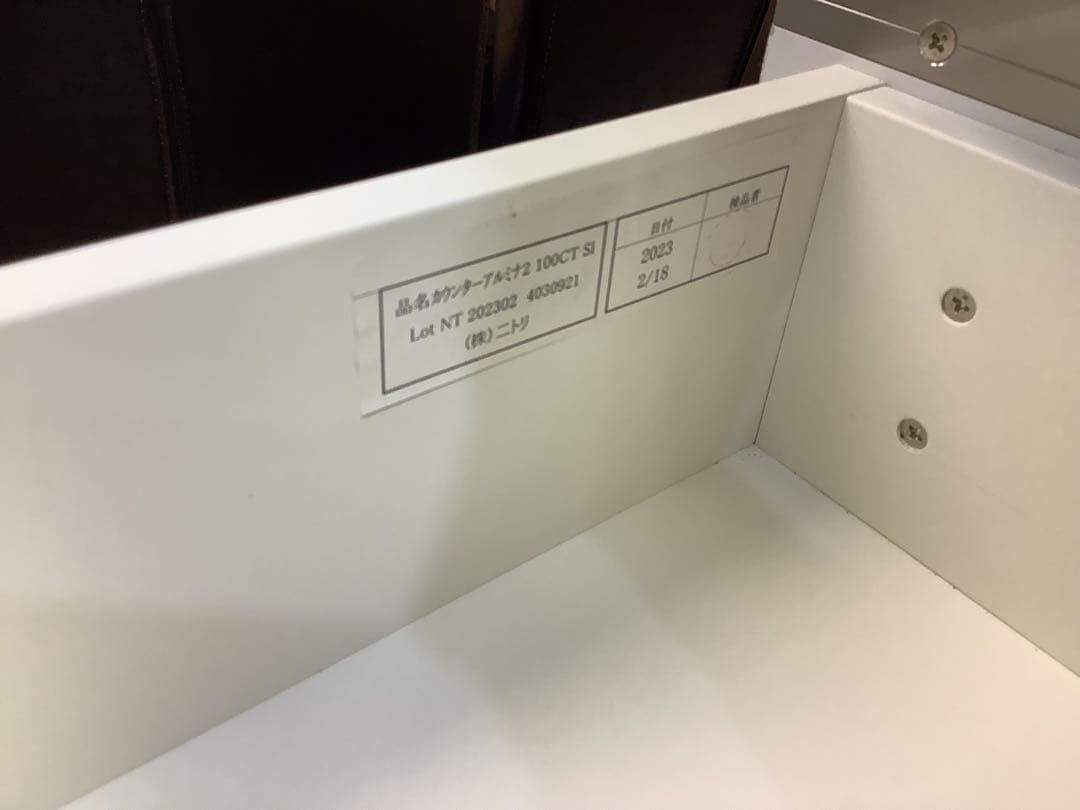 品名カウンターアルミナ2 100CT SI
Lot NT 202302 4030921
(株)ニトリ
日付 検品者
2023
2/18